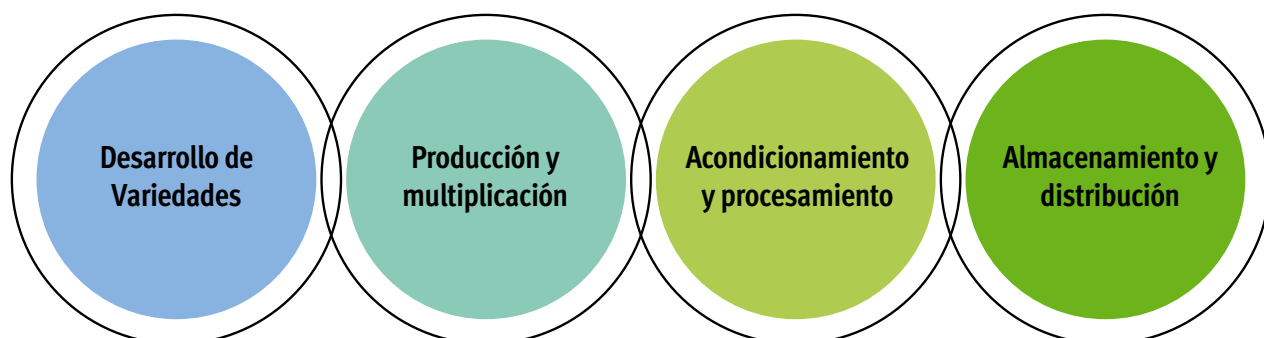 Desarrollo de
Variedades
Producción y
multiplicación
Acondicionamiento
y procesamiento
Almacenamiento y
distribución